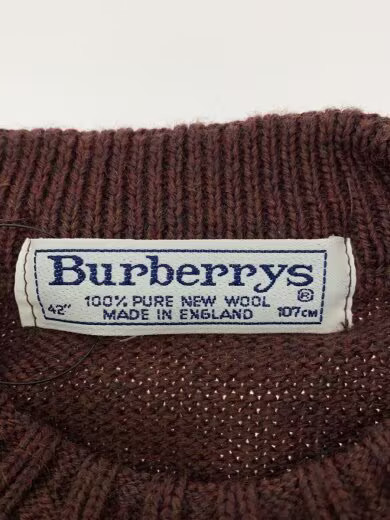 Burberrys
®
100% PURE NEW WOOL
42" MADE IN ENGLAND 107CM